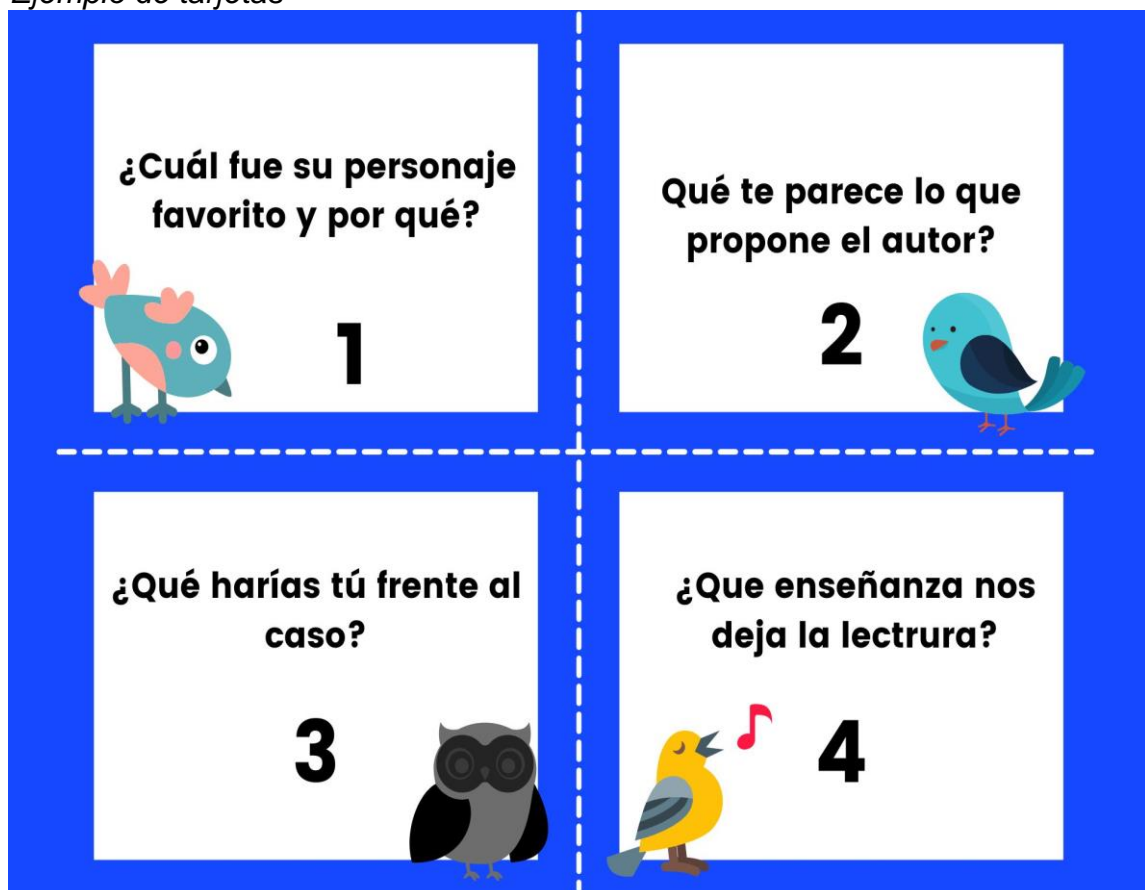 Ejemplo de tarjetas
¿Cuál fue su personaje
favorito y por qué?
1
Qué te parece lo que
propone el autor?
2
¿Qué harías tú frente al
caso?
3
¿Que enseñanza nos
deja la lectrura?
4